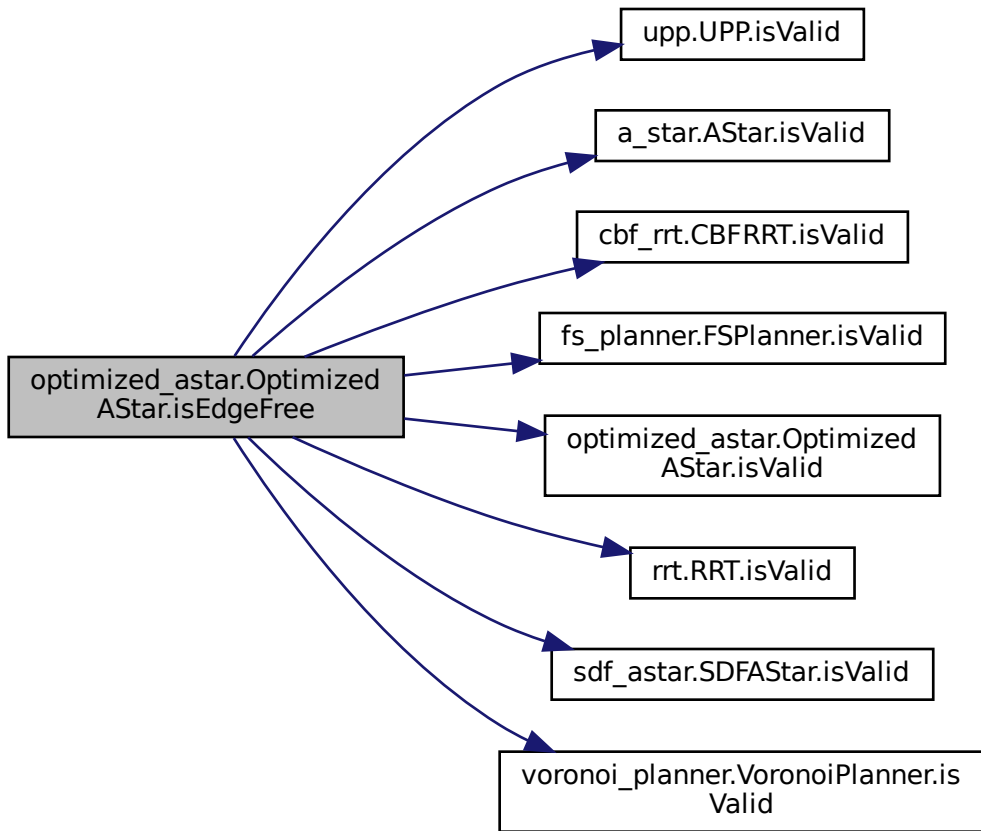 upp.UPP.isValid
a_star.AStar.isValid
cbf_rrt.CBFRRT.isValid
fs_planner.FSPlanner.isValid
optimized_astar.Optimized
AStar.isEdgeFree
optimized_astar.Optimized
AStar.isValid
rrt.RRT.isValid
sdf_astar.SDFAStar.isValid
voronoi_planner.VoronoiPlanner.is
Valid